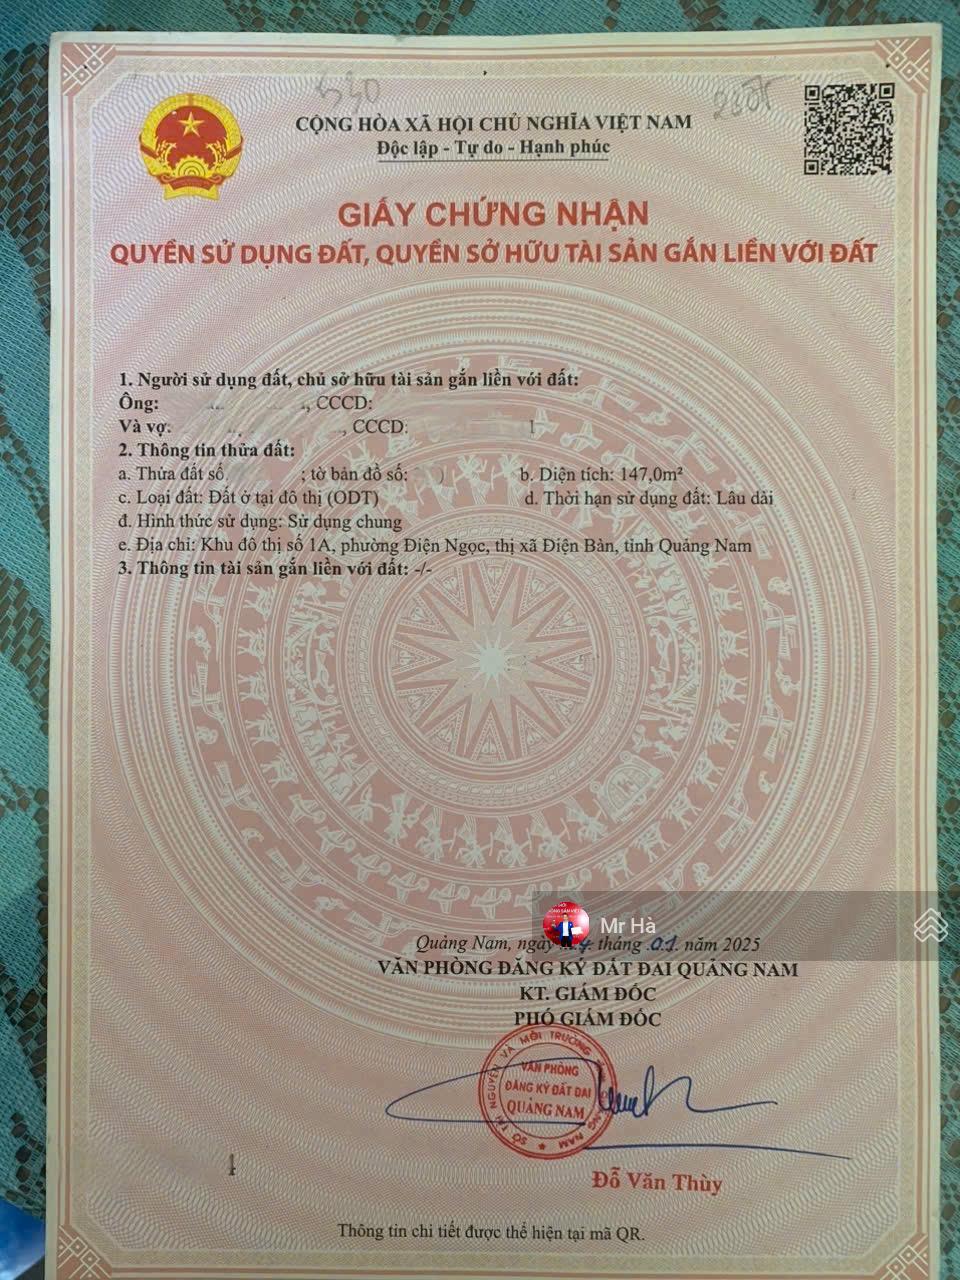 530
CỘNG HÒA XÃ HỘI CHỦ NGHĨA VIỆT NAM
Độc lập - Tự do - Hạnh phúc
GIẤY CHỨNG NHẬN
QUYỀN SỬ DỤNG ĐẤT, QUYỀN SỞ HỮU TÀI SẢN GẮN LIỀN VỚI ĐẤT
1. Người sử dụng đất, chủ sở hữu tài sản gắn liền với đất:
Ông: , CCCD:
Và vợ: , CCCD: 1
2. Thông tin thửa đất:
a. Thửa đất số ; tờ bản đồ số: b. Diện tích: 147,0m²
c. Loại đất: Đất ở tại đô thị (ODT) d. Thời hạn sử dụng đất: Lâu dài
đ. Hình thức sử dụng: Sử dụng chung
e. Địa chỉ: Khu đô thị số 1A, phường Điện Ngọc, thị xã Điện Bàn, tỉnh Quảng Nam
3. Thông tin tài sản gắn liền với đất: -/-
Mr Hà
Quảng Nam, ngày tháng 01 năm 2025
VĂN PHÒNG ĐĂNG KÝ ĐẤT ĐAI QUẢNG NAM
KT. GIÁM ĐỐC
PHÓ GIÁM ĐỐC
VĂN PHÒNG
ĐĂNG KÝ ĐẤT ĐAI
QUẢNG NAM
Đỗ Văn Thùy
Thông tin chi tiết được thể hiện tại mã QR.